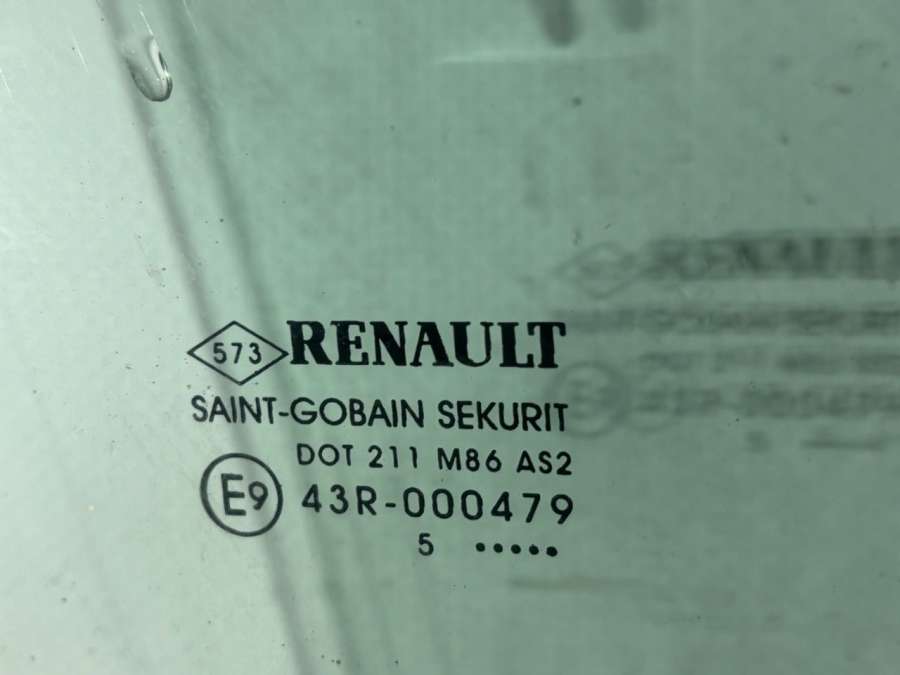 573 RENAULT
SAINT-GOBAIN SEKURIT
DOT 211 M86 AS2
E9 43R-000479
5 •••••